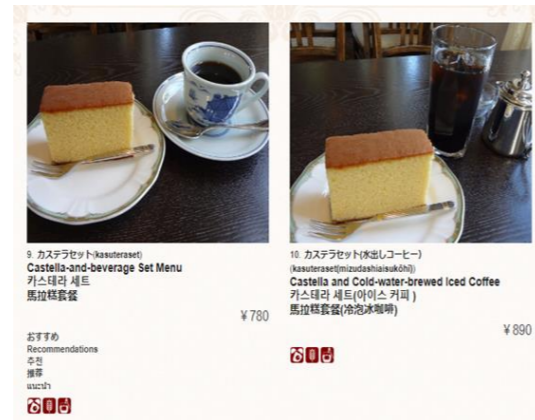 9. カステラセット(kasuteraset)
Castella-and-beverage Set Menu
카스테라 세트
馬拉糕套餐
¥780
おすすめ
Recommendations
추천
推荐
แนะนำ
10. カステラセット(水出しコーヒー)
(kasuteraset(mizudashiaisukōhī))
Castella and Cold-water-brewed Iced Coffee
카스테라 세트(아이스 커피 )
馬拉糕套餐(冷泡冰咖啡)
¥890